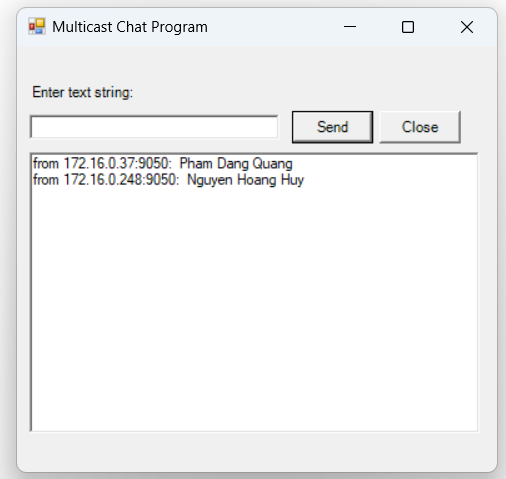 Multicast Chat Program
Enter text string:
Send Close
from 172.16.0.37:9050:  Pham Dang Quang
from 172.16.0.248:9050:  Nguyen Hoang Huy